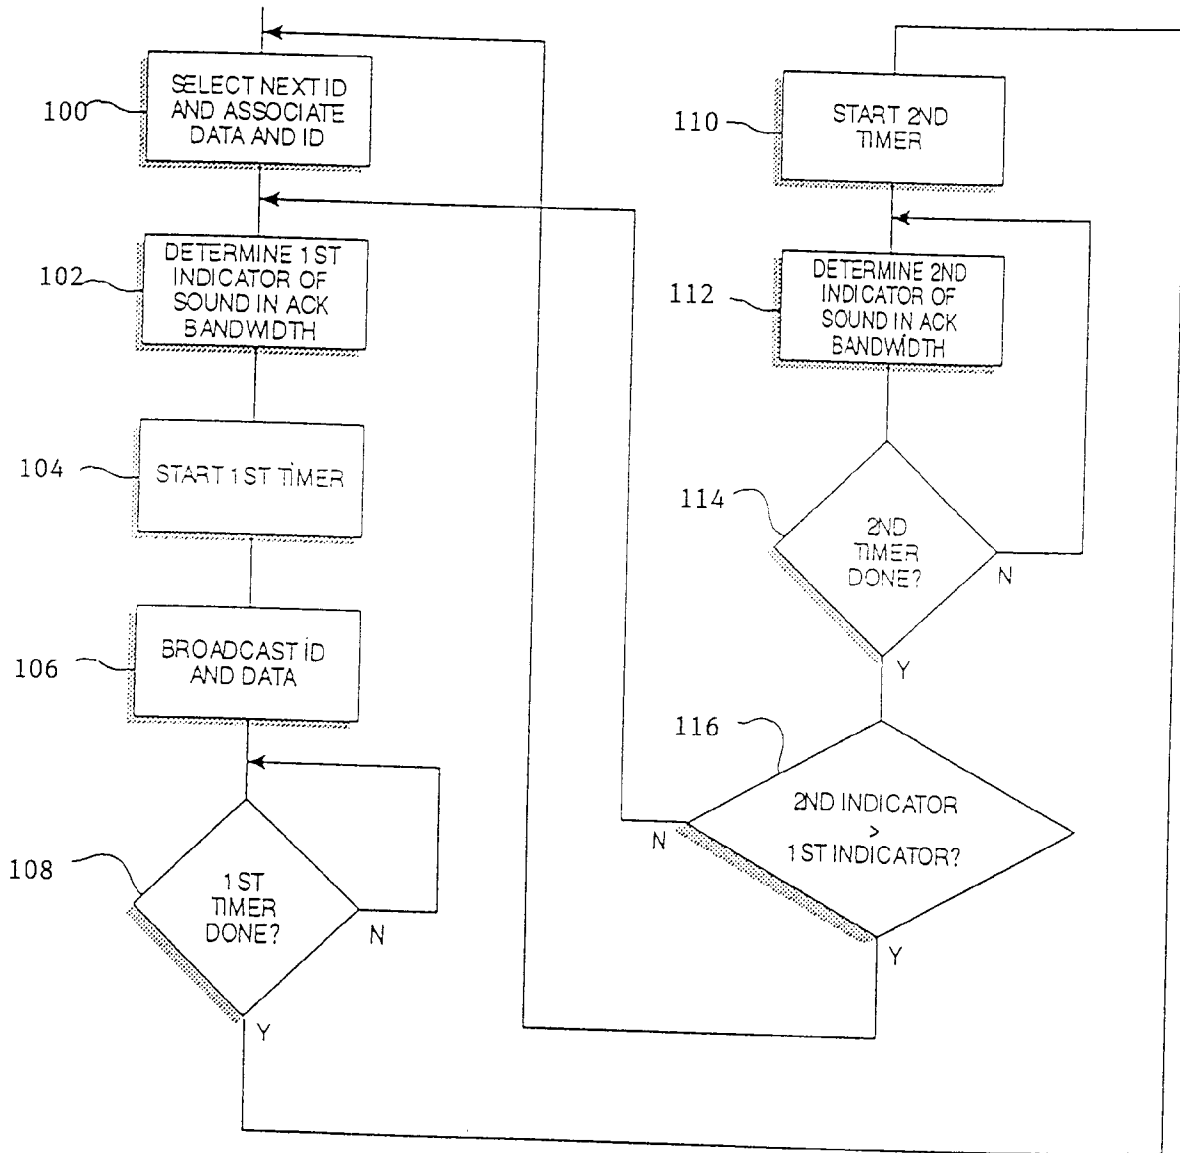 100
SELECT NEXT ID
AND ASSOCIATE
DATA AND ID
102
DETERMINE 1ST
INDICATOR OF
SOUND IN ACK
BANDWIDTH
104
START 1ST TIMER
106
BROADCAST ID
AND DATA
108
1ST
TIMER
DONE?
N
Y
110
START 2ND
TIMER
112
DETERMINE 2ND
INDICATOR OF
SOUND IN ACK
BANDWIDTH
114
2ND
TIMER
DONE?
N
Y
116
2ND INDICATOR
>
1ST INDICATOR?
N
Y